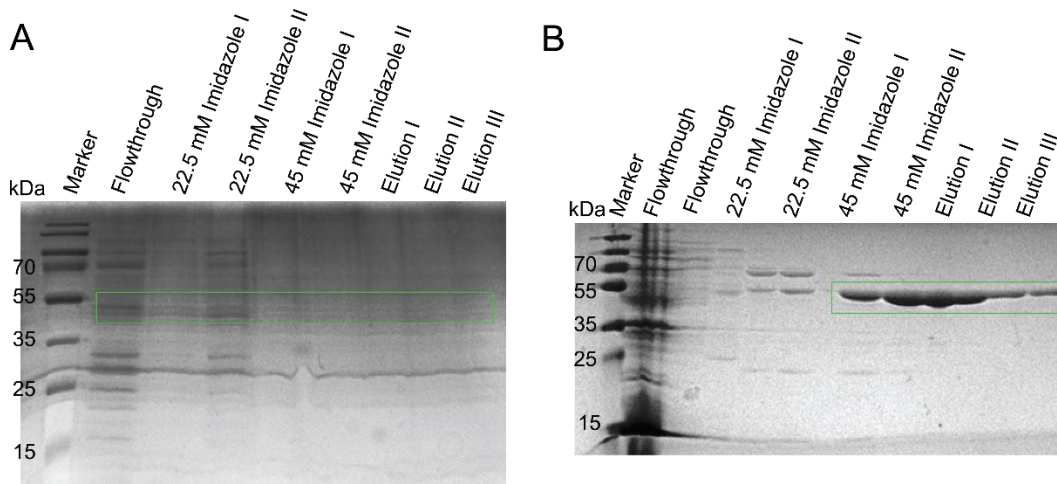 A
kDa
Marker
Flowthrough
22.5 mM Imidazole I
22.5 mM Imidazole II
45 mM Imidazole I
45 mM Imidazole II
Elution I
Elution II
Elution III
70
55
35
25
15
B
kDa
Marker
Flowthrough
Flowthrough
22.5 mM Imidazole I
22.5 mM Imidazole II
45 mM Imidazole I
45 mM Imidazole II
Elution I
Elution II
Elution III
70
55
35
25
15